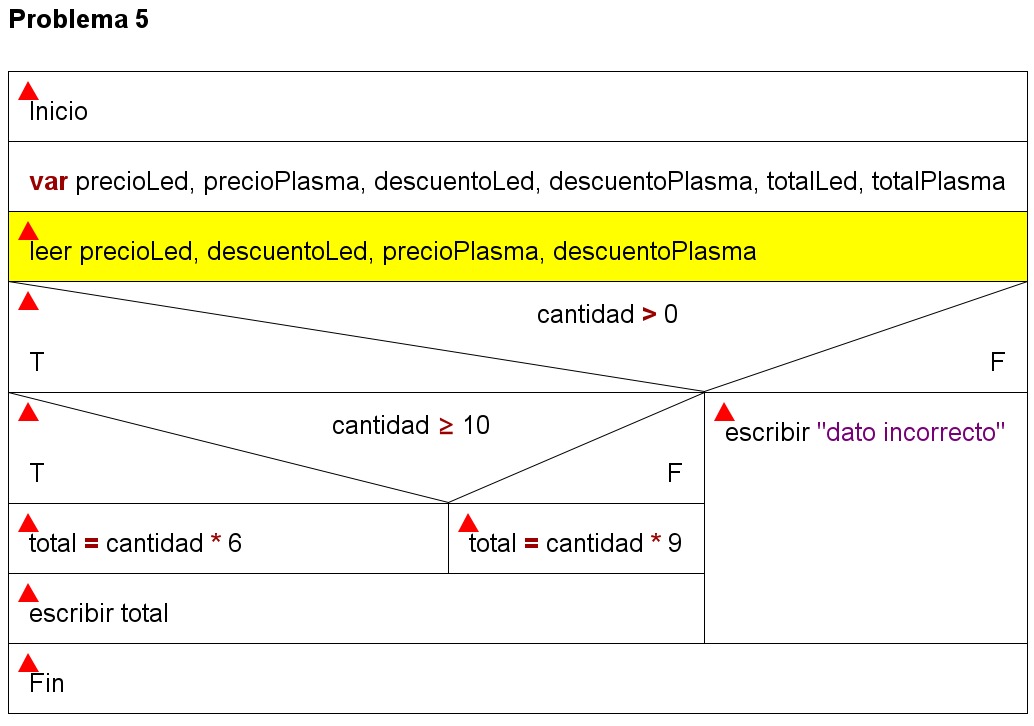 Problema 5
Inicio
var precioLed, precioPlasma, descuentoLed, descuentoPlasma, totalLed, totalPlasma
leer precioLed, descuentoLed, precioPlasma, descuentoPlasma
cantidad > 0
T F
cantidad ≥ 10
T F
escribir "dato incorrecto"
total = cantidad * 6
total = cantidad * 9
escribir total
Fin